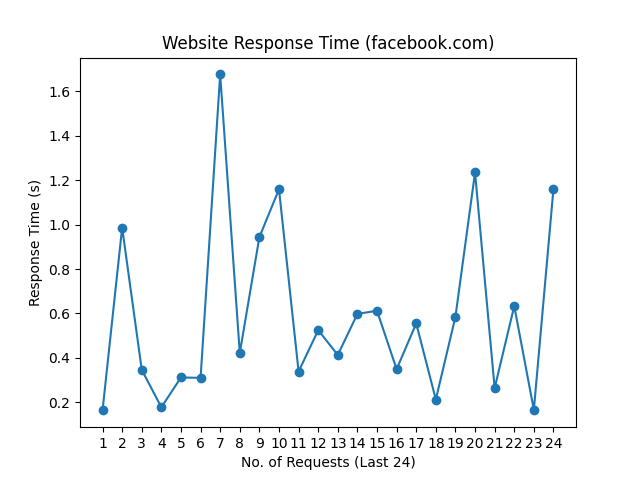 Website Response Time (facebook.com)
Response Time (s)
1.6
1.4
1.2
1.0
0.8
0.6
0.4
0.2
1 2 3 4 5 6 7 8 9 10 11 12 13 14 15 16 17 18 19 20 21 22 23 24
No. of Requests (Last 24)